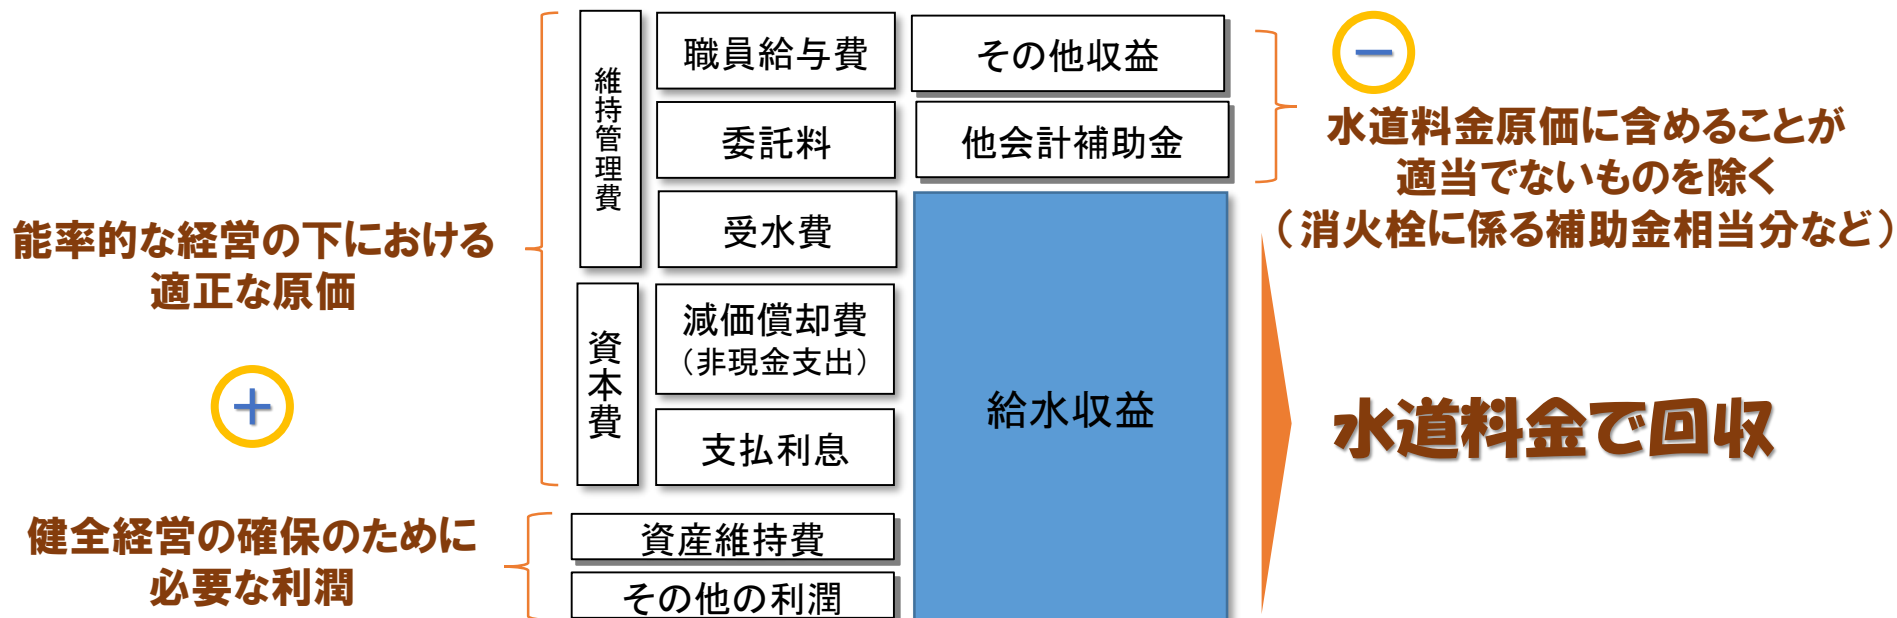 能率的な経営の下における
適正な原価
＋
健全経営の確保のために
必要な利潤
維持管理費
職員給与費
委託料
受水費
資本費
減価償却費
（非現金支出）
支払利息
資産維持費
その他の利潤
その他収益
他会計補助金
給水収益
－
水道料金原価に含めることが
適当でないものを除く
（消火栓に係る補助金相当分など）
水道料金で回収